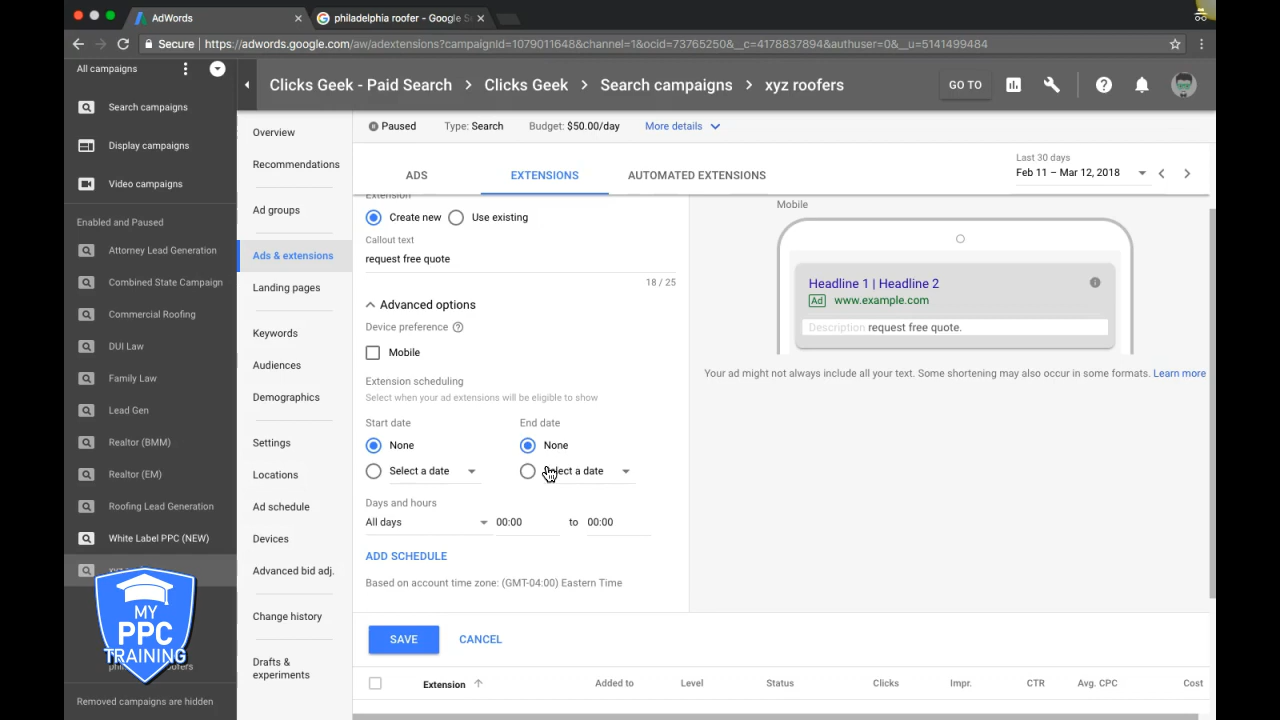 AdWords
philadelphia roofer - Google Se
Secure | https://adwords.google.com/aw/adextensions?campaignId=1079011648&channel=1&ocid=73765250&__c=4178837894&authuser=0&__u=5141499484
All campaigns
Clicks Geek - Paid Search > Clicks Geek > Search campaigns > xyz roofers
GO TO
Search campaigns
Display campaigns
Video campaigns
Enabled and Paused
Attorney Lead Generation
Combined State Campaign
Commercial Roofing
DUI Law
Family Law
Lead Gen
Realtor (BMM)
Realtor (EM)
Roofing Lead Generation
White Label PPC (NEW)
MY
PPC
TRAINING
Removed campaigns are hidden
Overview
Recommendations
Ad groups
Ads & extensions
Landing pages
Keywords
Audiences
Demographics
Settings
Locations
Ad schedule
Devices
Advanced bid adj.
Change history
Drafts &
experiments
Paused Type: Search Budget: $50.00/day More details
ADS EXTENSIONS AUTOMATED EXTENSIONS
Last 30 days
Feb 11 – Mar 12, 2018
Extension
Create new Use existing
Callout text
request free quote
18 / 25
Advanced options
Device preference
Mobile
Extension scheduling
Select when your ad extensions will be eligible to show
Start date End date
None None
Select a date Select a date
Days and hours
All days 00:00 to 00:00
ADD SCHEDULE
Based on account time zone: (GMT-04:00) Eastern Time
SAVE CANCEL
Mobile
Headline 1 | Headline 2
Ad www.example.com
Description request free quote.
Your ad might not always include all your text. Some shortening may also occur in some formats. Learn more
Extension Added to Level Status Clicks Impr. CTR Avg. CPC Cost